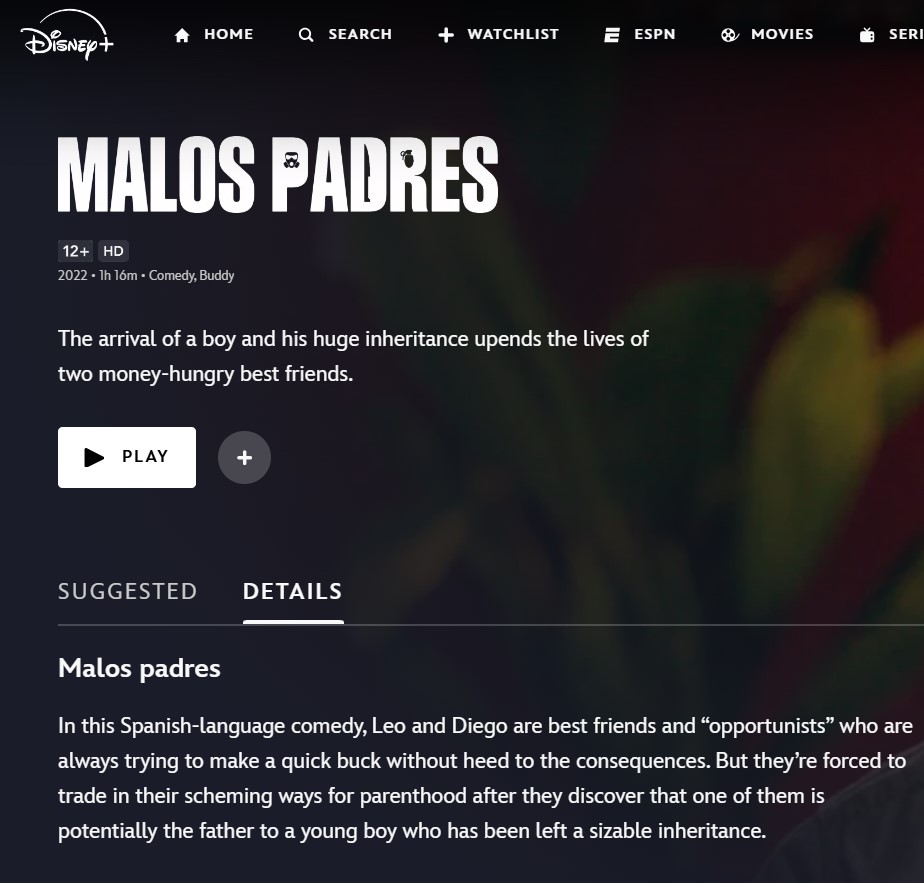 Disney+
HOME SEARCH WATCHLIST ESPN MOVIES SERI
MALOS PADRES
12+ HD
2022 • 1h 16m • Comedy, Buddy
The arrival of a boy and his huge inheritance upends the lives of
two money-hungry best friends.
PLAY
SUGGESTED DETAILS
Malos padres
In this Spanish-language comedy, Leo and Diego are best friends and “opportunists” who are
always trying to make a quick buck without heed to the consequences. But they’re forced to
trade in their scheming ways for parenthood after they discover that one of them is
potentially the father to a young boy who has been left a sizable inheritance.